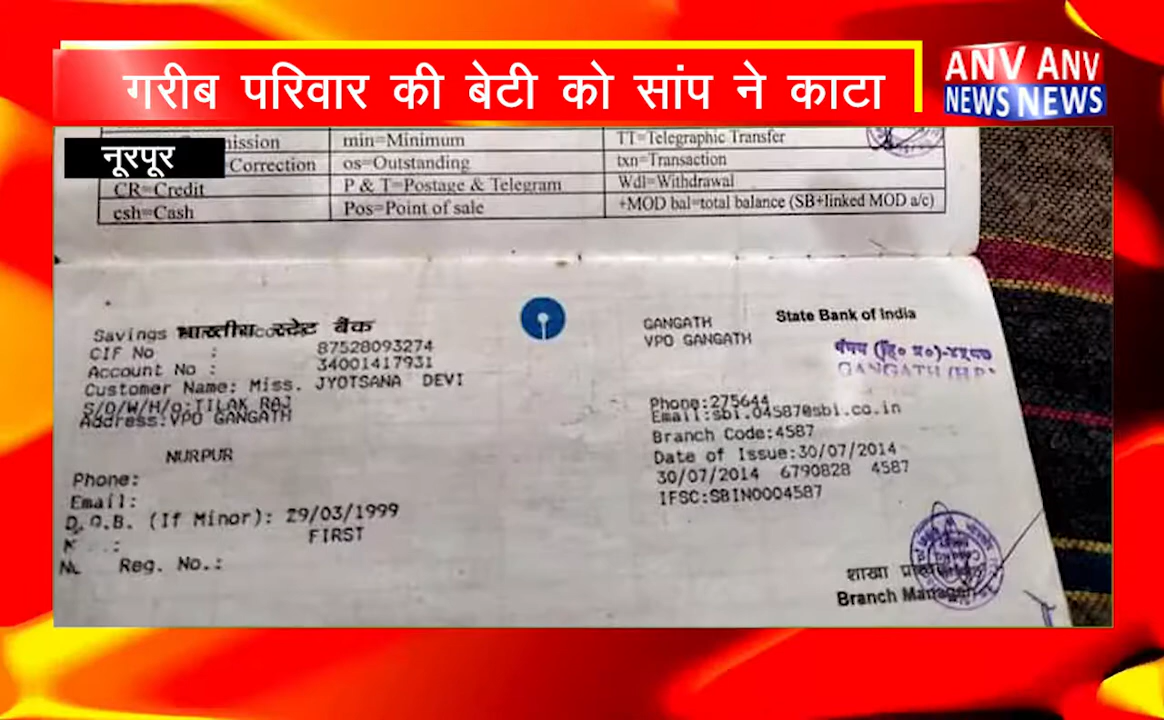 गरीब परिवार की बेटी को सांप ने काटा
ANV ANV
NEWS NEWS
नूरपूर
ission min=Minimum TT=Telegraphic Transfer
Correction os=Outstanding txn=Transaction
CR=Credit P & T=Postage & Telegram Wdl=Withdrawal
csh=Cash Pos=Point of sale +MOD bal=total balance (SB+linked MOD a/c)
Savings भारतीय स्टेट बैंक
CIF No : 87528093274
Account No : 34001417931
Customer Name: Miss. JYOTSANA DEVI
S/D/W/H/o:TILAK RAJ
Address:VPO GANGATH
NURPUR
Phone:
Email:
D.O.B. (If Minor): 29/03/1999
FIRST
Reg. No.:
GANGATH State Bank of India
VPO GANGATH
GANGATH (H.P.)
Phone:275644
Email:sbi.04587@sbi.co.in
Branch Code:4587
Date of Issue:30/07/2014
30/07/2014 6790828 4587
IFSC:SBIN0004587
शाखा
Branch Manager